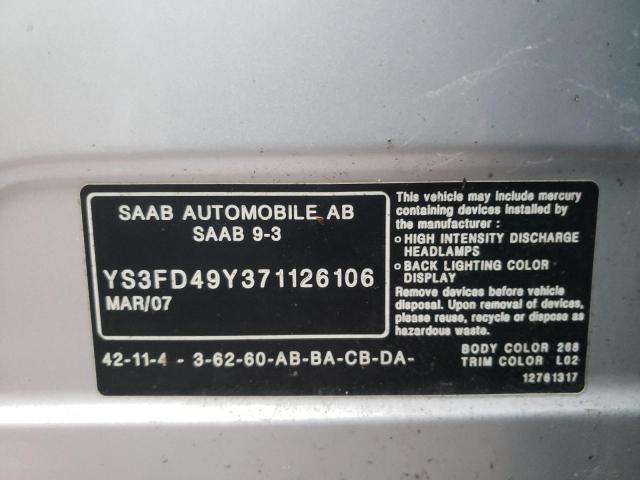 SAAB AUTOMOBILE AB
SAAB 9-3
YS3FD49Y371126106
MAR/07
42-11-4 - 3-62-60-AB-BA-CB-DA-
This vehicle may include mercury
containing devices installed by
the manufacturer :
o HIGH INTENSITY DISCHARGE
HEADLAMPS
o BACK LIGHTING COLOR
DISPLAY
Remove devices before vehicle
disposal. Upon removal of devices,
please reuse, recycle or dispose as
hazardous waste.
BODY COLOR 268
TRIM COLOR L02
12761317